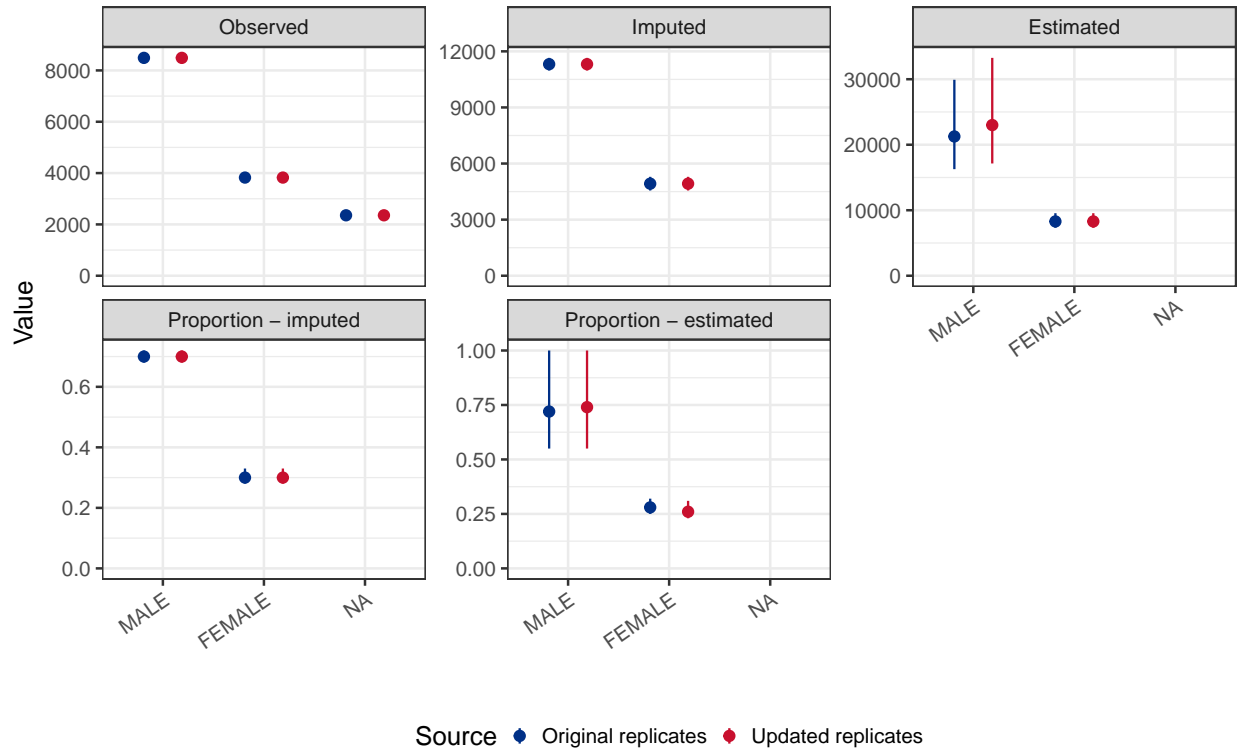 Observed
Imputed
Estimated
8000
6000
4000
2000
0
12000
9000
6000
3000
0
30000
20000
10000
0
MALE
FEMALE
NA
Value
Proportion − imputed
Proportion − estimated
0.6
0.4
0.2
0.0
1.00
0.75
0.50
0.25
0.00
MALE
FEMALE
NA
MALE
FEMALE
NA
Source Original replicates Updated replicates